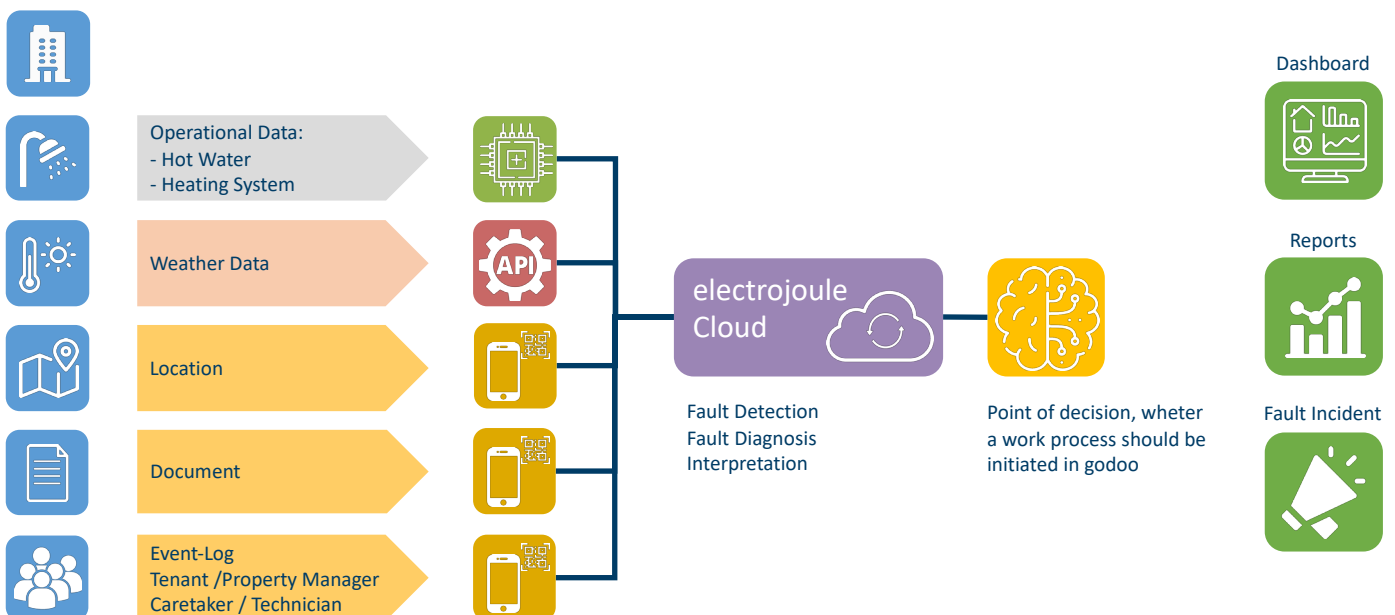 Operational Data:
- Hot Water
- Heating System
Weather Data
API
Location
Document
Event-Log
Tenant /Property Manager
Caretaker / Technician
electrojoule
Cloud
Fault Detection
Fault Diagnosis
Interpretation
Point of decision, wheter
a work process should be
initiated in godoo
Dashboard
Reports
Fault Incident